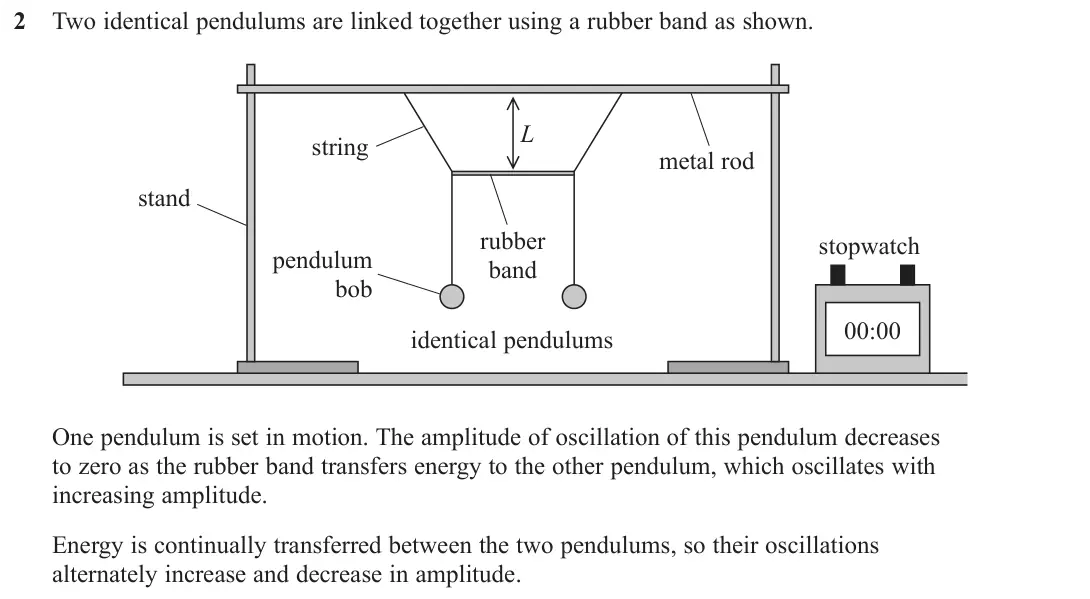 2 Two identical pendulums are linked together using a rubber band as shown.
string
L
metal rod
stand
rubber
band
stopwatch
pendulum
bob
00:00
identical pendulums
One pendulum is set in motion. The amplitude of oscillation of this pendulum decreases
to zero as the rubber band transfers energy to the other pendulum, which oscillates with
increasing amplitude.
Energy is continually transferred between the two pendulums, so their oscillations
alternately increase and decrease in amplitude.